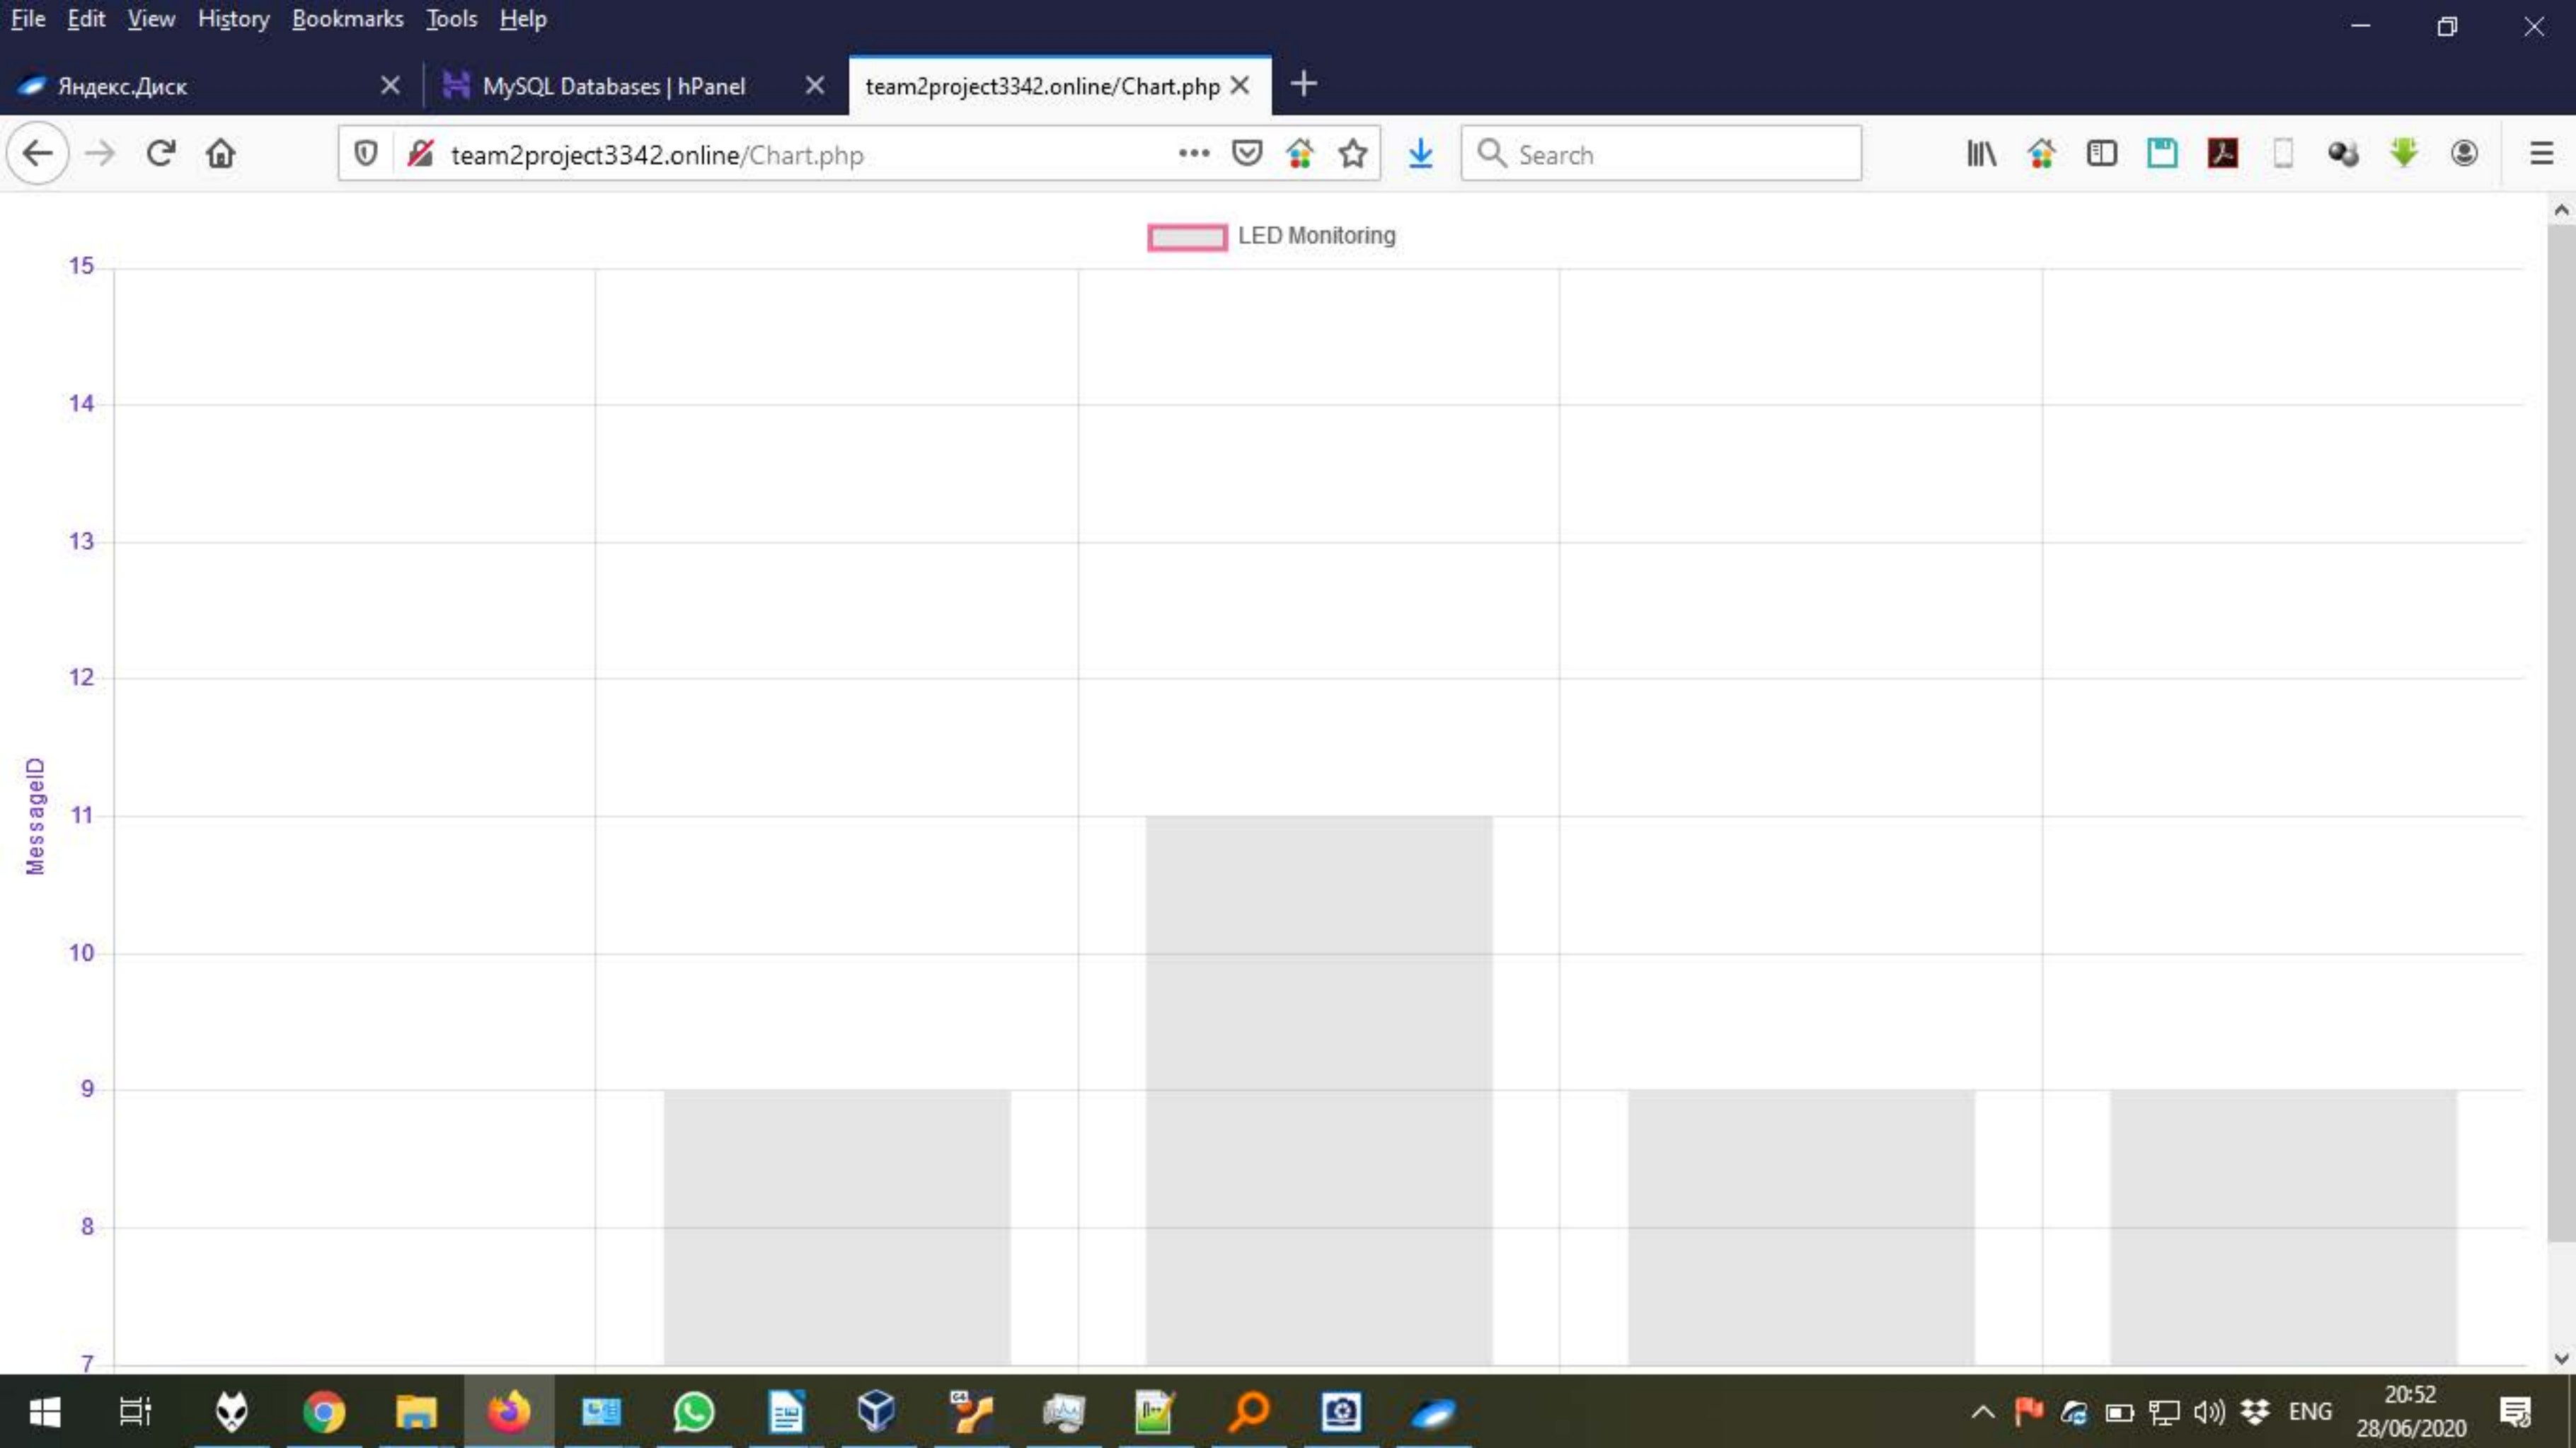 File Edit View History Bookmarks Tools Help
Яндекс.Диск
MySQL Databases | hPanel
team2project3342.online/Chart.php
team2project3342.online/Chart.php
Search
LED Monitoring
15
14
13
12
MessageID
11
10
9
8
7
ENG
20:52
28/06/2020